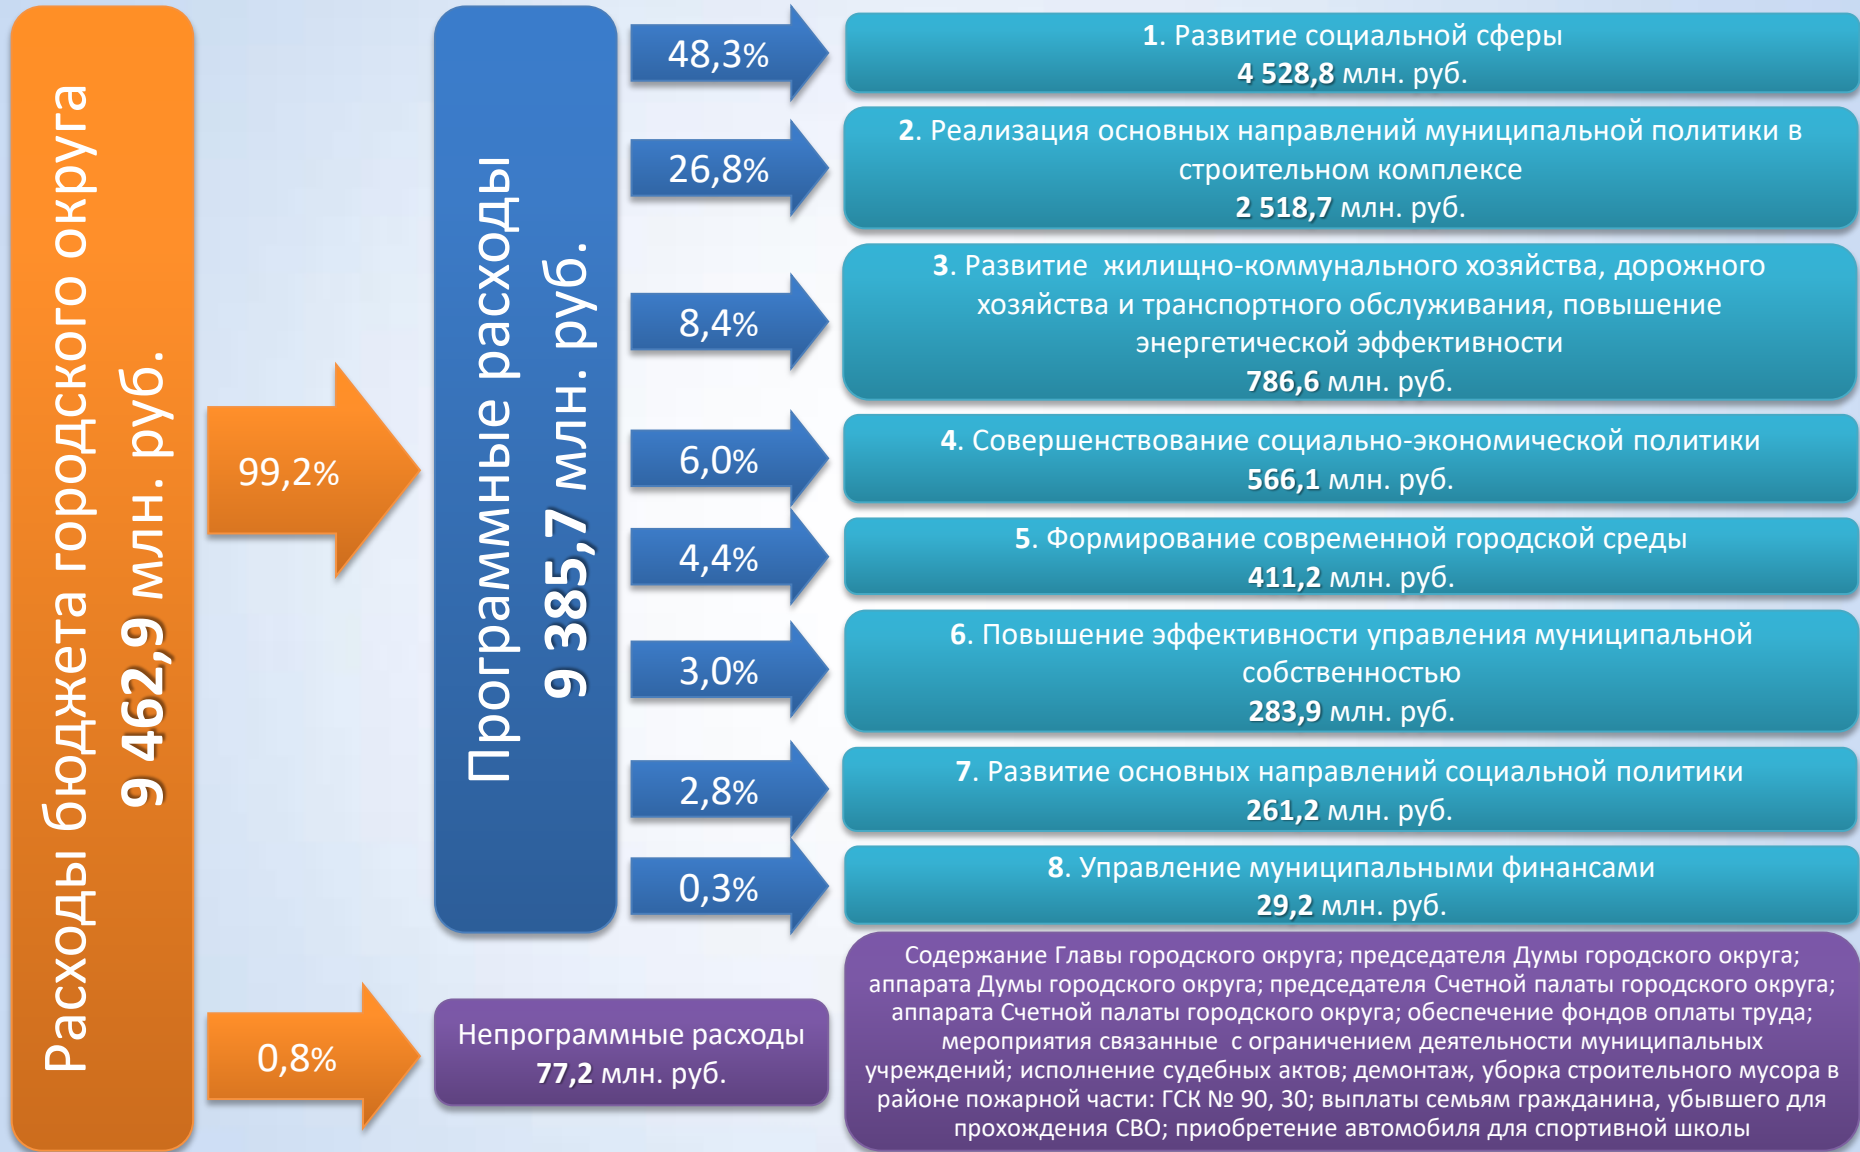 Расходы бюджета городского округа
9 462,9 млн. руб.
99,2%
Программные расходы
9 385,7 млн. руб.
48,3%
1. Развитие социальной сферы
4 528,8 млн. руб.
26,8%
2. Реализация основных направлений муниципальной политики в
строительном комплексе
2 518,7 млн. руб.
8,4%
3. Развитие жилищно-коммунального хозяйства, дорожного
хозяйства и транспортного обслуживания, повышение
энергетической эффективности
786,6 млн. руб.
6,0%
4. Совершенствование социально-экономической политики
566,1 млн. руб.
4,4%
5. Формирование современной городской среды
411,2 млн. руб.
3,0%
6. Повышение эффективности управления муниципальной
собственностью
283,9 млн. руб.
2,8%
7. Развитие основных направлений социальной политики
261,2 млн. руб.
0,3%
8. Управление муниципальными финансами
29,2 млн. руб.
0,8%
Непрограммные расходы
77,2 млн. руб.
Содержание Главы городского округа; председателя Думы городского округа;
аппарата Думы городского округа; председателя Счетной палаты городского округа;
аппарата Счетной палаты городского округа; обеспечение фондов оплаты труда;
мероприятия связанные с ограничением деятельности муниципальных
учреждений; исполнение судебных актов; демонтаж, уборка строительного мусора в
районе пожарной части: ГСК № 90, 30; выплаты семьям гражданина, убывшего для
прохождения СВО; приобретение автомобиля для спортивной школы